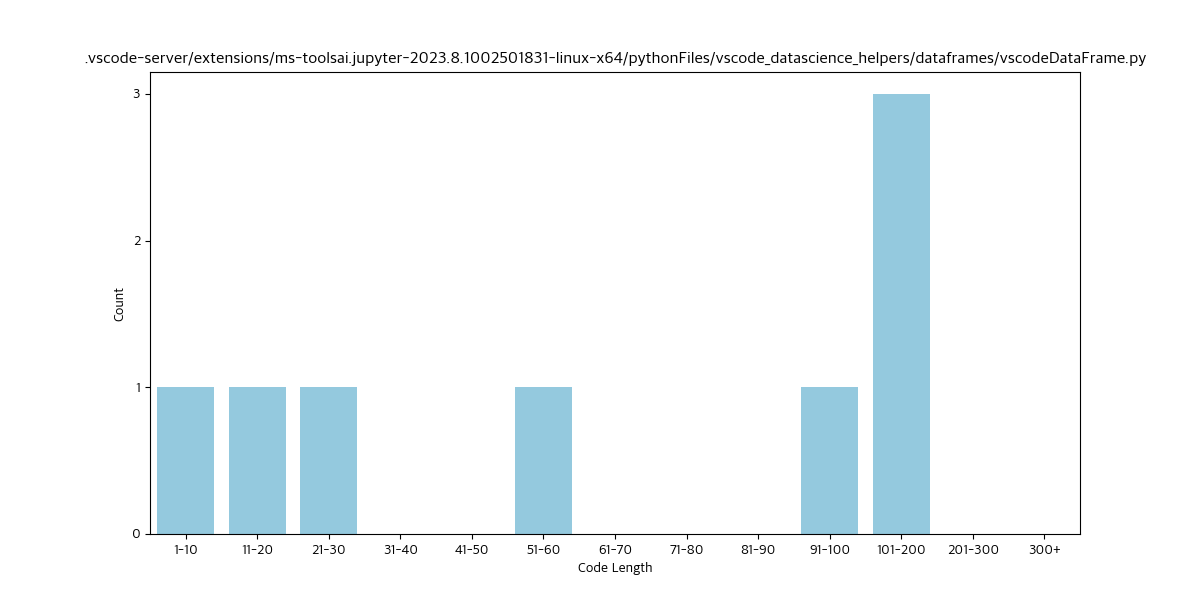 .vscode-server/extensions/ms-toolsai.jupyter-2023.8.1002501831-linux-x64/pythonFiles/vscode_datascience_helpers/dataframes/vscodeDataFrame.py
3
2
1
0
Count
1-10 11-20 21-30 31-40 41-50 51-60 61-70 71-80 81-90 91-100 101-200 201-300 300+
Code Length